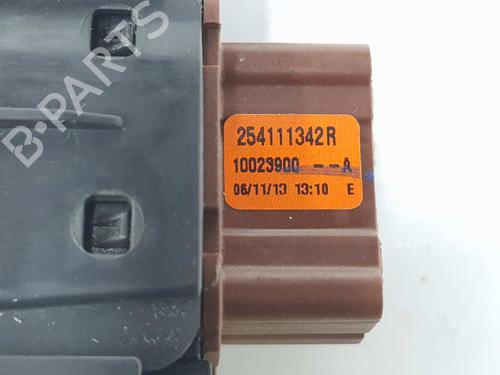 B-PARTS
254111342R
10023900 -- A
06/11/13 13:10 E